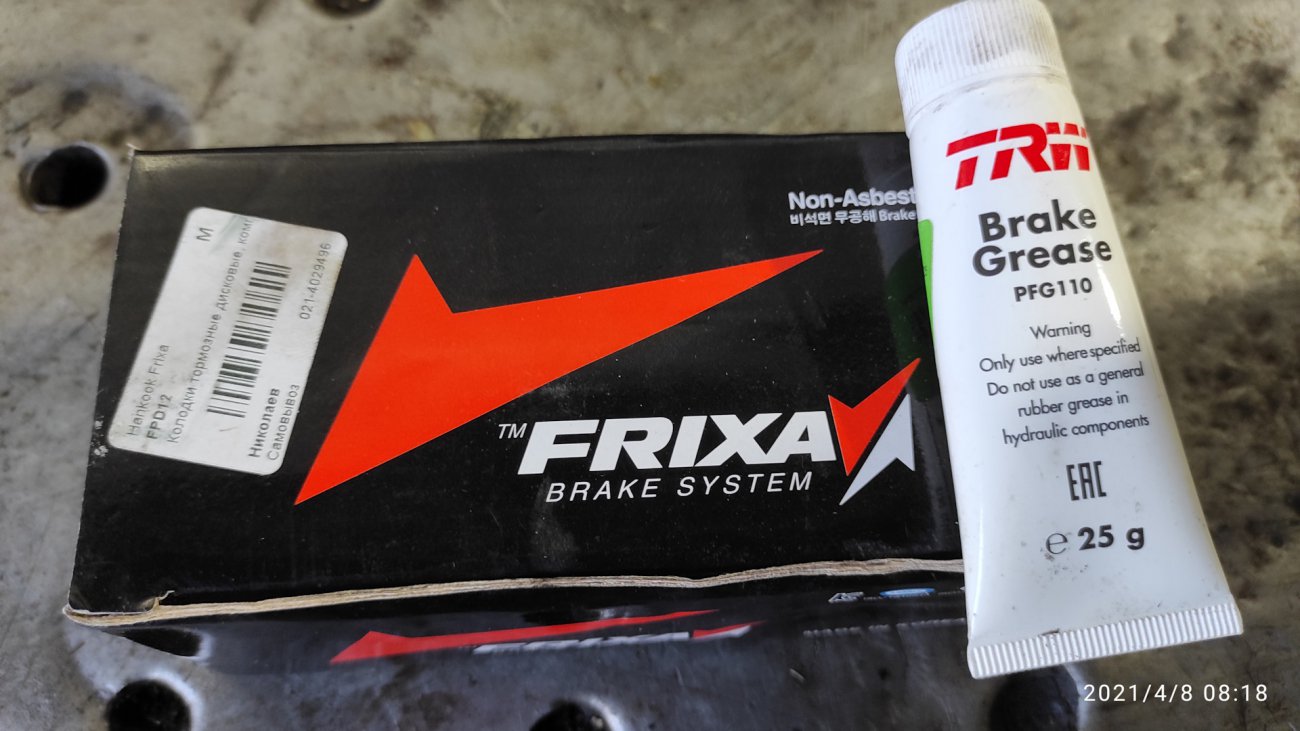 M
Hankook Frixa
FPD12
Колодки тормозные дисковые, комп
021-4029496
Николаев
Самовывоз
Non-Asbest
비석면 무공해 Brake
TM FRIXA
BRAKE SYSTEM
TRW
Brake
Grease
PFG110
Warning
Only use where specified
Do not use as a general
rubber grease in
hydraulic components
EAC
e 25 g
2021/4/8 08:18